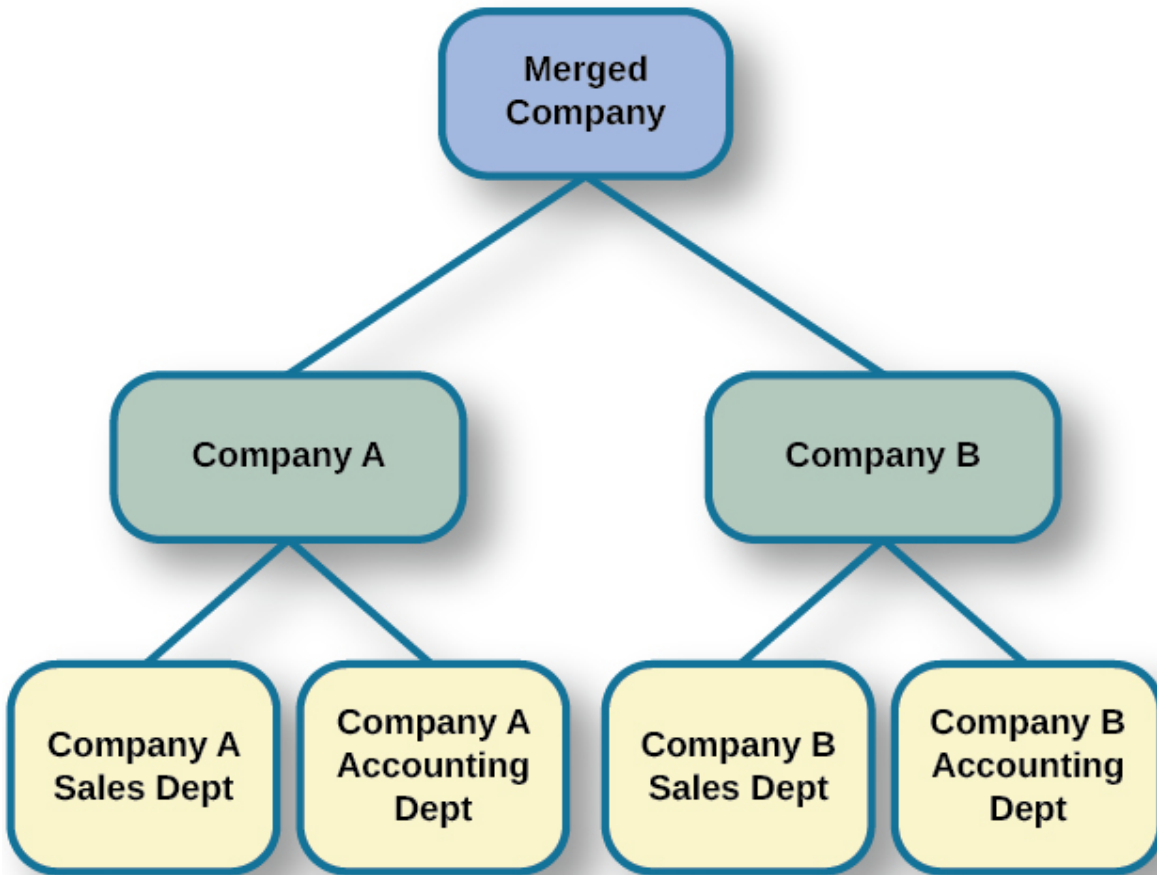 Merged
Company
Company A
Company B
Company A
Sales Dept
Company A
Accounting
Dept
Company B
Sales Dept
Company B
Accounting
Dept